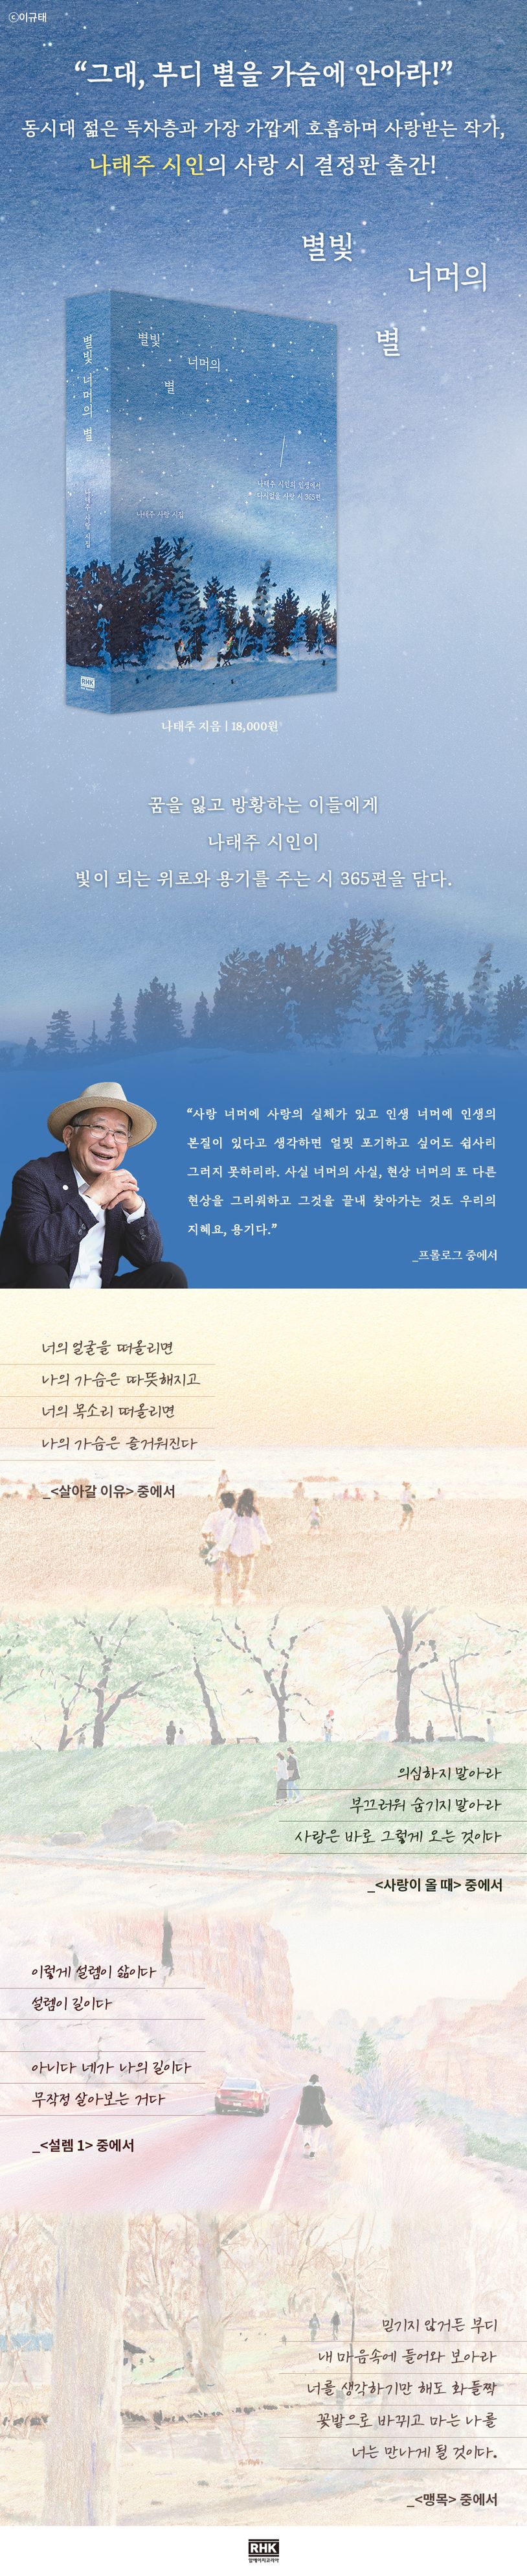 ⓒ이규태
“그대, 부디 별을 가슴에 안아라!”
동시대 젊은 독자층과 가장 가깝게 호흡하며 사랑받는 작가,
나태주 시인의 사랑 시 결정판 출간!
별빛
너머의
별
별빛 너머의 별
나태주 사랑 시집
RHK
별빛
너머의
별
나태주 시인의 인생에서
다시없을 사랑 시 365편
나태주 사랑 시집
나태주 지음 | 18,000원
꿈을 잃고 방황하는 이들에게
나태주 시인이
빛이 되는 위로와 용기를 주는 시 365편을 담다.
“사랑 너머에 사랑의 실체가 있고 인생 너머에 인생의
본질이 있다고 생각하면 얼핏 포기하고 싶어도 쉽사리
그러지 못하리라. 사실 너머의 사실, 현상 너머의 또 다른
현상을 그리워하고 그것을 끝내 찾아가는 것도 우리의
지혜요, 용기다.”
_프롤로그 중에서
너의 얼굴을 떠올리면
나의 가슴은 따뜻해지고
너의 목소리 떠올리면
나의 가슴은 즐거워진다
_<살아갈 이유> 중에서
의심하지 말아라
부끄러워 숨기지 말아라
사랑은 바로 그렇게 오는 것이다
_<사랑이 올 때> 중에서
이렇게 설렘이 삶이다
설렘이 길이다
아니다 네가 나의 길이다
무작정 살아보는 거다
_<설렘 1> 중에서
믿기지 않거든 부디
내 마음속에 들어와 보아라
너를 생각하기만 해도 화들짝
꽃밭으로 바뀌고 마는 나를
너는 만나게 될 것이다.
_<맹목> 중에서
RHK
알에이치코리아